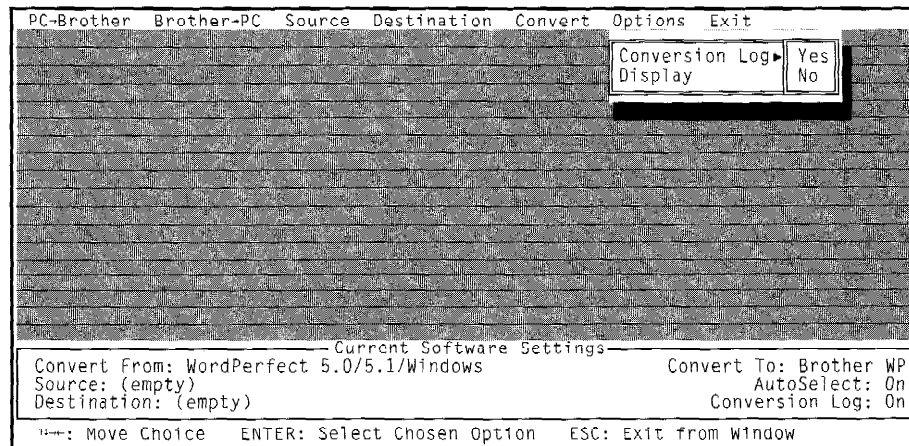 PC→Brother Brother→PC Source Destination Convert Options Exit
Conversion Log▶ Yes
Display No
Current Software Settings
Convert From: WordPerfect 5.0/5.1/Windows Convert To: Brother WP
Source: (empty) AutoSelect: On
Destination: (empty) Conversion Log: On
: Move Choice ENTER: Select Chosen Option ESC: Exit from Window